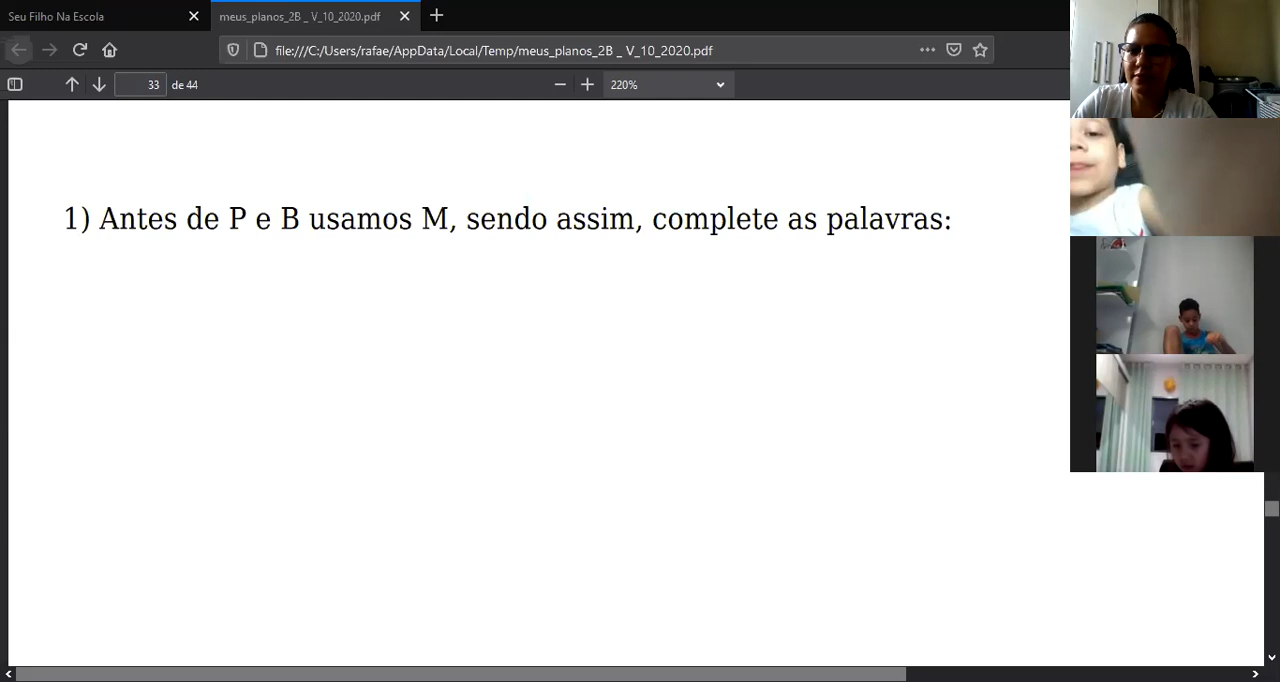 Seu Filho Na Escola
meus_planos_2B _ V_10_2020.pdf
file:///C:/Users/rafae/AppData/Local/Temp/meus_planos_2B _ V_10_2020.pdf
33 de 44
220%
1) Antes de P e B usamos M, sendo assim, complete as palavras: